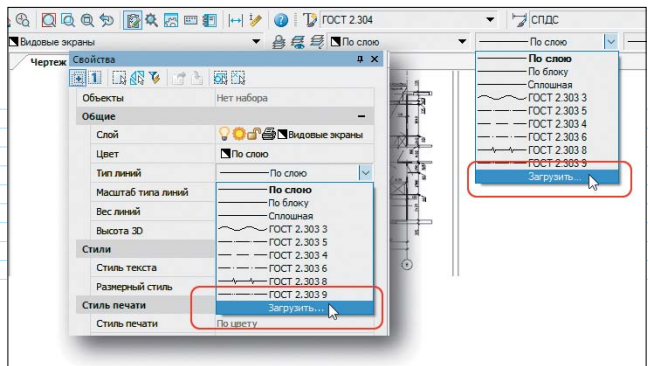 ГОСТ 2.304 СПДС
Видовые экраны По слою По слою
Чертеж
Свойства
Объекты Нет набора
Общие
Слой Видовые экраны
Цвет По слою
Тип линий По слою
Масштаб типа линий
Вес линий
Высота 3D
Стили
Стиль текста
Размерный стиль
Стиль печати
Стиль печати По цвету
По слою
По блоку
Сплошная
ГОСТ 2.303 3
ГОСТ 2.303 5
ГОСТ 2.303 4
ГОСТ 2.303 6
ГОСТ 2.303 8
ГОСТ 2.303 9
Загрузить...
По слою
По блоку
Сплошная
ГОСТ 2.303 3
ГОСТ 2.303 5
ГОСТ 2.303 4
ГОСТ 2.303 6
ГОСТ 2.303 8
ГОСТ 2.303 9
Загрузить...